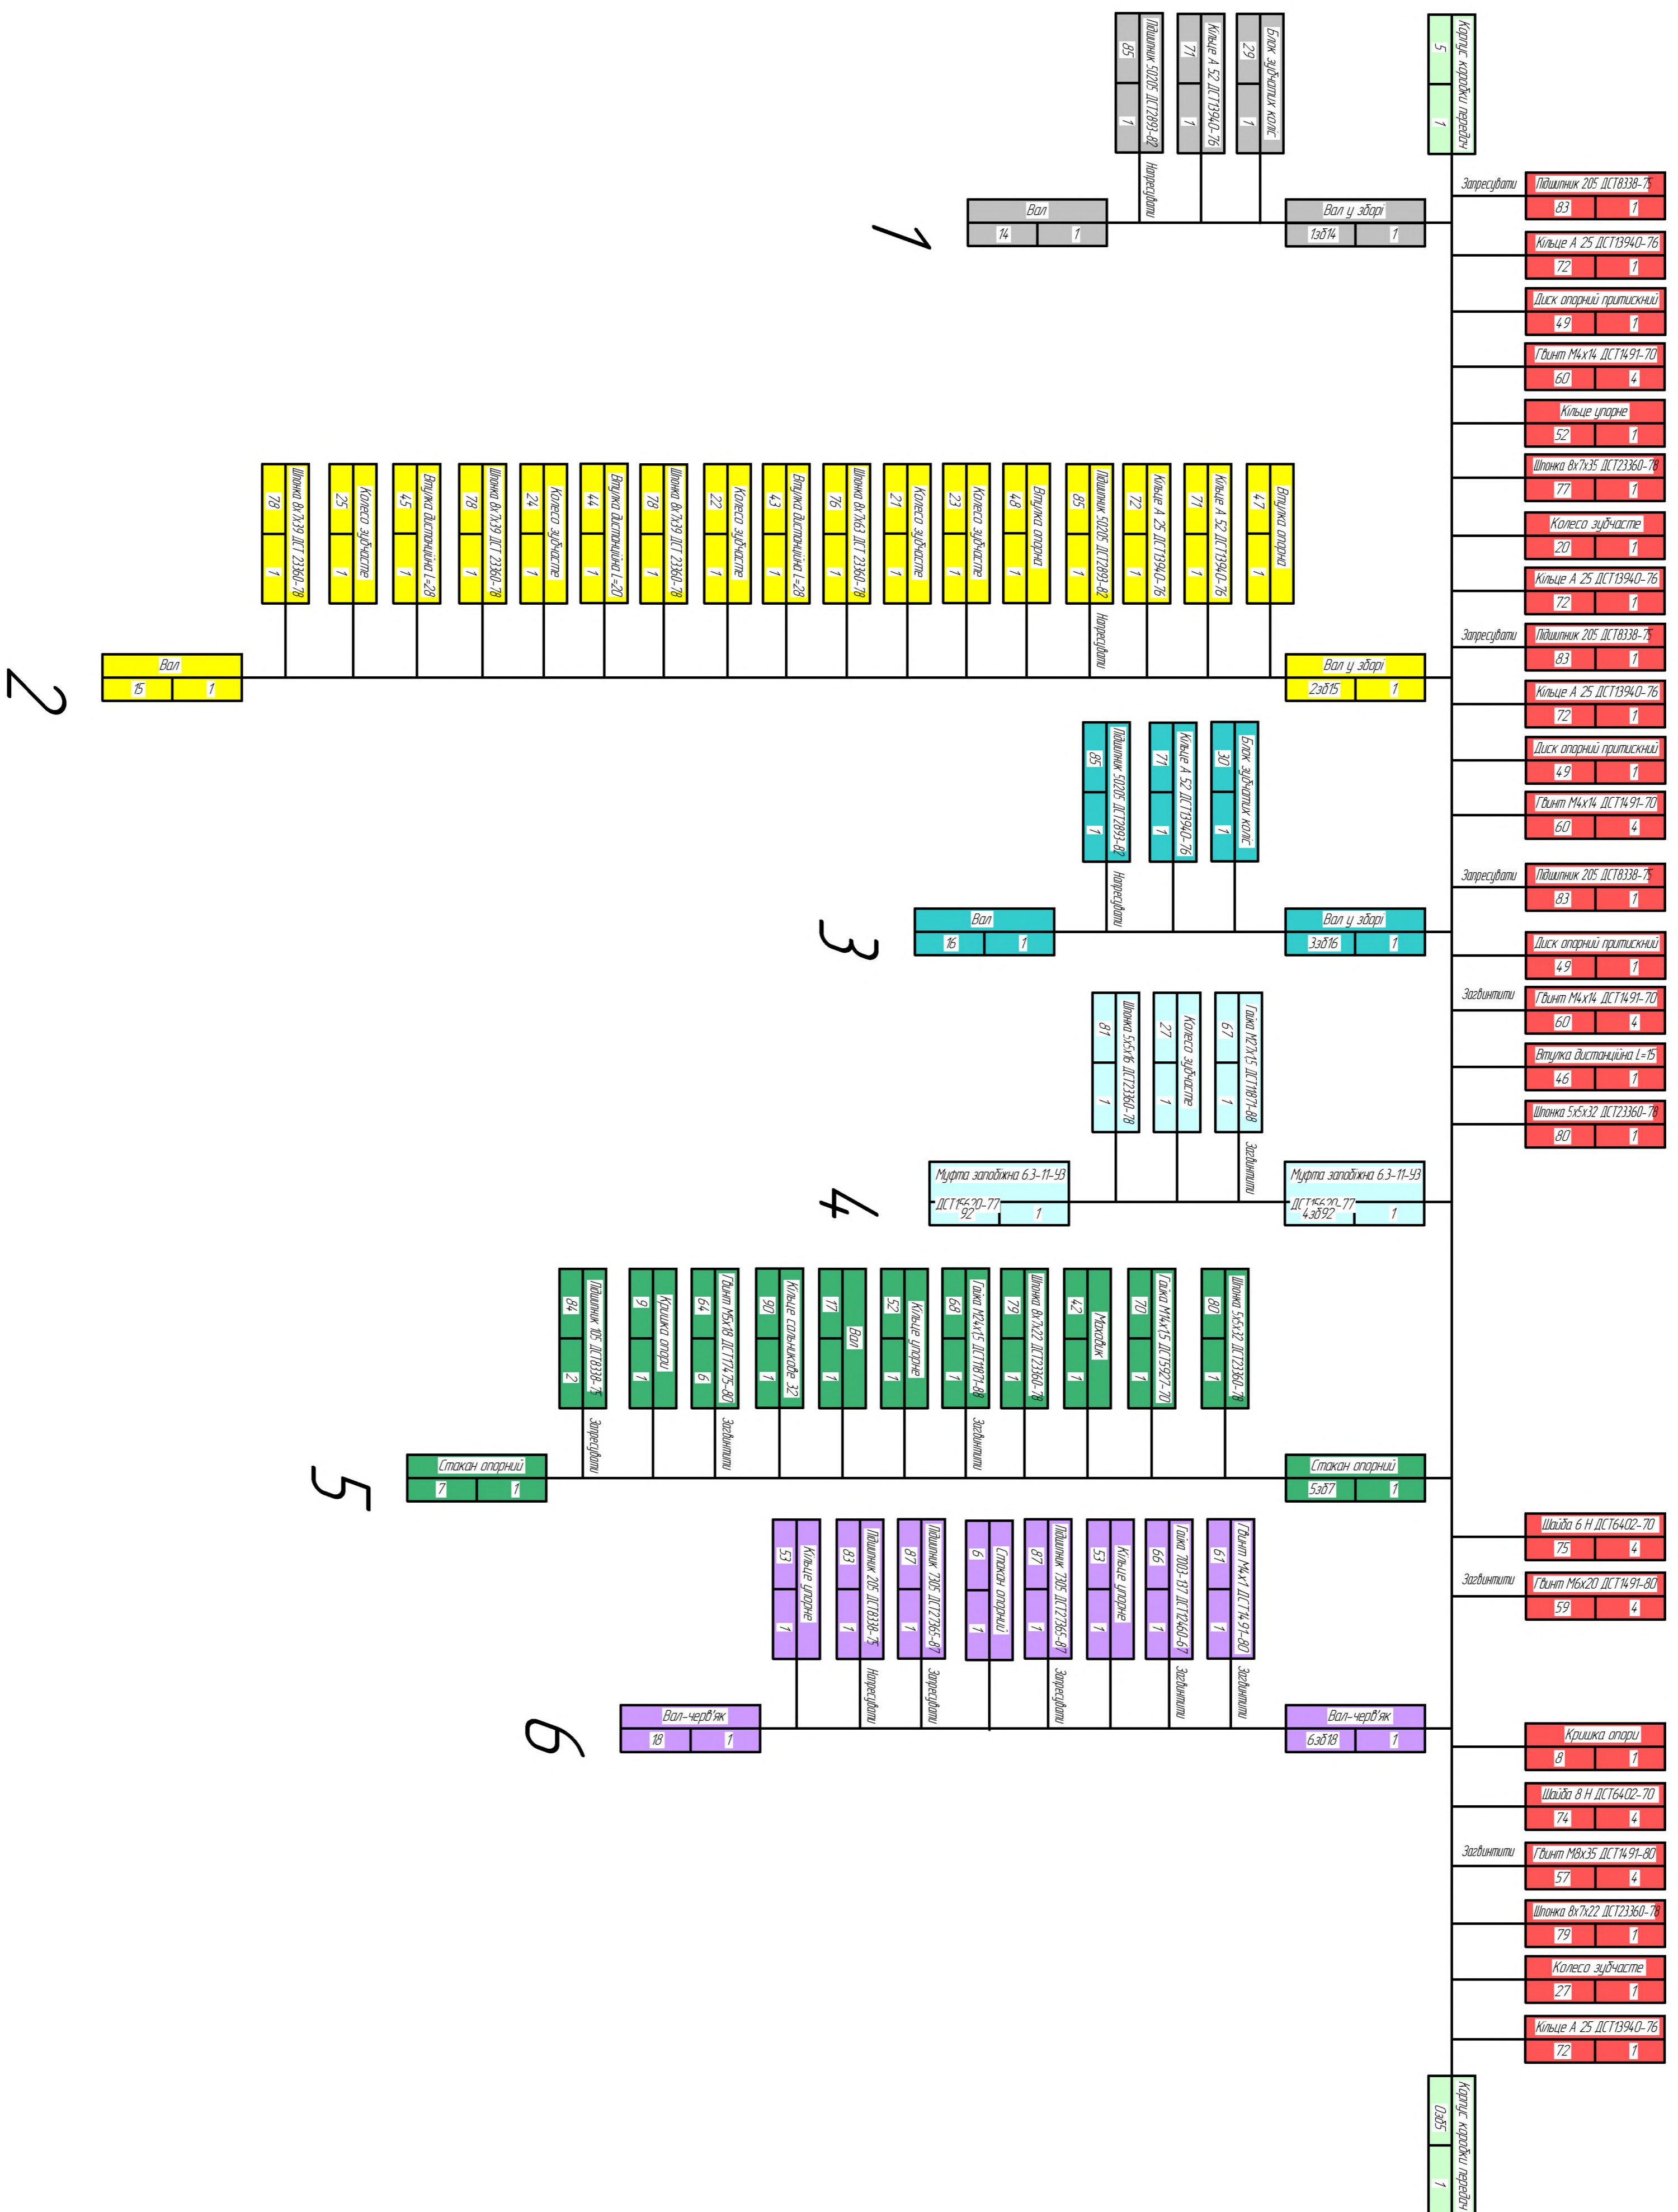 Корпус коробки передач
5 1
Запресувати
Підшипник 205 ДСТ8338-75
83 1
Кільце А 25 ДСТ13940-76
72 1
Диск опорний притискний
49 1
Гвинт М4х14 ДСТ1491-70
60 4
Кільце упорне
52 1
Шпонка 8х7х35 ДСТ23360-78
77 1
Колесо зубчасте
20 1
Кільце А 25 ДСТ13940-76
72 1
Запресувати
Підшипник 205 ДСТ8338-75
83 1
Кільце А 25 ДСТ13940-76
72 1
Диск опорний притискний
49 1
Гвинт М4х14 ДСТ1491-70
60 4
Запресувати
Підшипник 205 ДСТ8338-75
83 1
Диск опорний притискний
49 1
Загвинтити
Гвинт М4х14 ДСТ1491-70
60 4
Втулка дистанційна L=15
46 1
Шпонка 5х5х32 ДСТ23360-78
80 1
Шайба 6 Н ДСТ6402-70
75 4
Загвинтити
Гвинт М6х20 ДСТ1491-80
59 4
Кришка опори
8 1
Шайба 8 Н ДСТ6402-70
74 4
Загвинтити
Гвинт М8х35 ДСТ1491-80
57 4
Шпонка 8х7х22 ДСТ23360-78
79 1
Колесо зубчасте
27 1
Кільце А 25 ДСТ13940-76
72 1
Корпус коробки передач
0зб5 1
Блок зубчатих коліс
29 1
Кільце А 52 ДСТ13940-76
71 1
Підшипник 50205 ДСТ2893-82
85 1
Напресувати
Вал
14 1
Вал у зборі
1зб14 1
1
Втулка опорна
47 1
Кільце А 52 ДСТ13940-76
71 1
Кільце А 25 ДСТ13940-76
72 1
Підшипник 50205 ДСТ2893-82
85 1
Напресувати
Втулка опорна
48 1
Колесо зубчасте
23 1
Колесо зубчасте
21 1
Шпонка 8х7х63 ДСТ 23360-78
76 1
Втулка дистанційна L=28
43 1
Колесо зубчасте
22 1
Шпонка 8х7х39 ДСТ 23360-78
78 1
Втулка дистанційна L=20
44 1
Колесо зубчасте
24 1
Шпонка 8х7х39 ДСТ 23360-78
78 1
Втулка дистанційна L=28
45 1
Колесо зубчасте
25 1
Шпонка 8х7х39 ДСТ 23360-78
78 1
Вал
15 1
Вал у зборі
2зб15 1
2
Блок зубчатих коліс
30 1
Кільце А 52 ДСТ13940-76
71 1
Підшипник 50205 ДСТ2893-82
85 1
Напресувати
Вал
16 1
Вал у зборі
3зб16 1
3
Гайка М27х1,5 ДСТ11871-88
67 1
Загвинтити
Колесо зубчасте
27 1
Шпонка 5х5х16 ДСТ23360-78
81 1
Муфта запобіжна 6.3-11-У3
ДСТ15620-77
92 1
Муфта запобіжна 6.3-11-У3
ДСТ15620-77
4зб92 1
4
Шпонка 5х5х32 ДСТ23360-78
80 1
Гайка М14х1,5 ДСТ5927-70
70 1
Маховик
42 1
Шпонка 8х7х22 ДСТ23360-78
79 1
Гайка М24х1,5 ДСТ11871-88
68 1
Загвинтити
Кільце упорне
52 1
Вал
17 1
Кільце сальникове 32
90 1
Гвинт М5х18 ДСТ17475-80
64 6
Загвинтити
Кришка опори
9 1
Підшипник 105 ДСТ8338-75
84 2
Запресувати
Стакан опорний
7 1
Стакан опорний
5зб7 1
5
Гвинт М4х1 ДСТ1491-80
61 1
Загвинтити
Гайка 7003-137 ДСТ12460-67
66 1
Загвинтити
Кільце упорне
53 1
Підшипник 7305 ДСТ27365-87
87 1
Запресувати
Стакан опорний
6 1
Підшипник 7305 ДСТ27365-87
87 1
Запресувати
Підшипник 205 ДСТ8338-75
83 1
Напресувати
Кільце упорне
53 1
Вал-черв'як
18 1
Вал-черв'як
6зб18 1
6